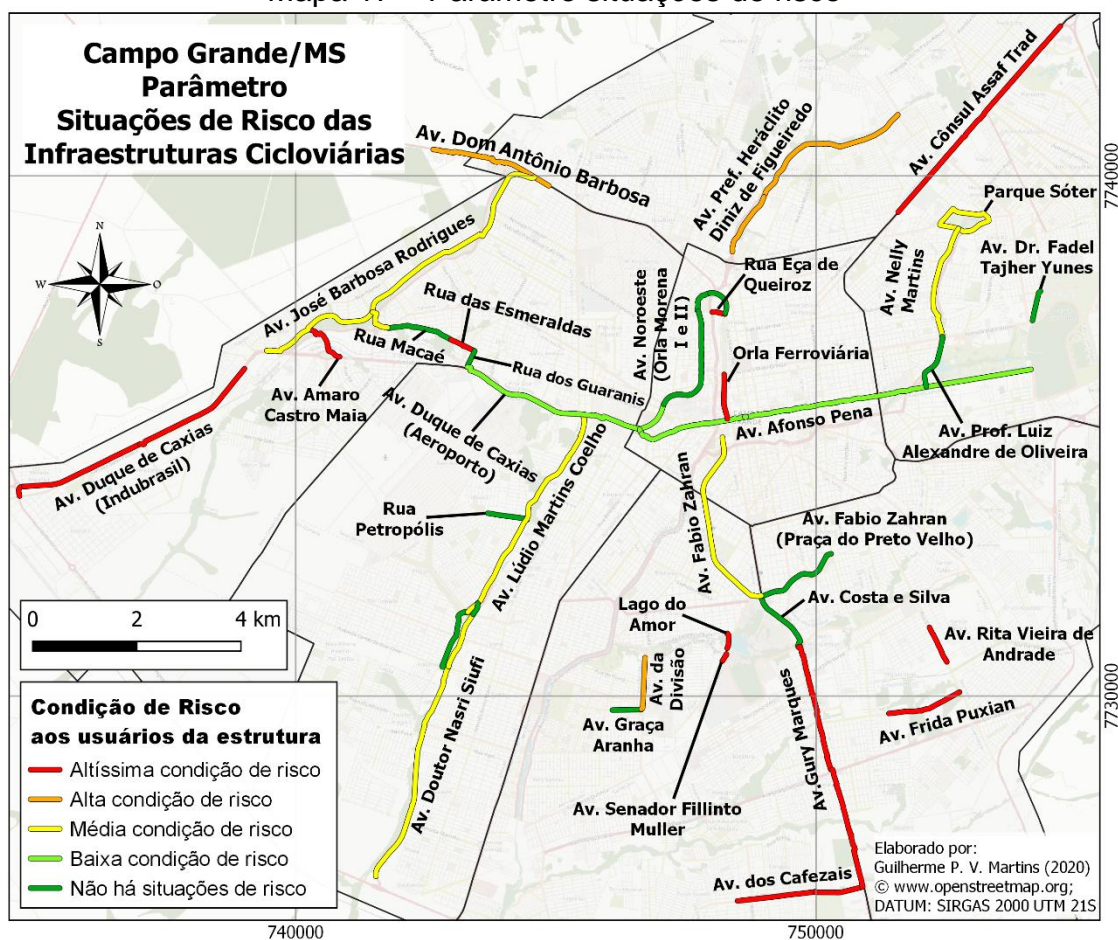 Mapa 17 – Parâmetro situações de risco
Campo Grande/MS
Parâmetro
Situações de Risco das
Infraestruturas Cicloviárias
Av. Dom Antônio Barbosa
Av. Pref. Heráclito
Diniz de Figueiredo
Av. Cônsul Assaf Trad
7740000
Parque Sóter
Av. Nelly
Martins
Av. Dr. Fadel
Tajher Yunes
N
W
O
S
Av. José Barbosa Rodrigues
Rua das Esmeraldas
Rua Macaé
Rua dos Guaranis
Av. Noroeste
(Orla Morena
I e II)
Rua Eça de
Queiroz
Orla Ferroviária
Av. Amaro
Castro Maia
Av. Duque de Caxias
(Aeroporto)
Av. Afonso Pena
Av. Prof. Luiz
Alexandre de Oliveira
Av. Duque de Caxias
(Indubrasil)
Rua
Petropólis
Av. Lúdio Martins Coelho
Av. Fabio Zahran
Av. Fabio Zahran
(Praça do Preto Velho)
Av. Costa e Silva
0 2 4 km
Lago do
Amor
Av. da
Divisão
Av. Graça
Aranha
Av. Rita Vieira de
Andrade
Av. Frida Puxian
7730000
Av. Doutor Nasri Siufi
Av. Senador Fillinto
Muller
Av.Gury Marques
Av. dos Cafezais
Condição de Risco
aos usuários da estrutura
Altíssima condição de risco
Alta condição de risco
Média condição de risco
Baixa condição de risco
Não há situações de risco
Elaborado por:
Guilherme P. V. Martins (2020)
© www.openstreetmap.org;
DATUM: SIRGAS 2000 UTM 21S
740000
750000